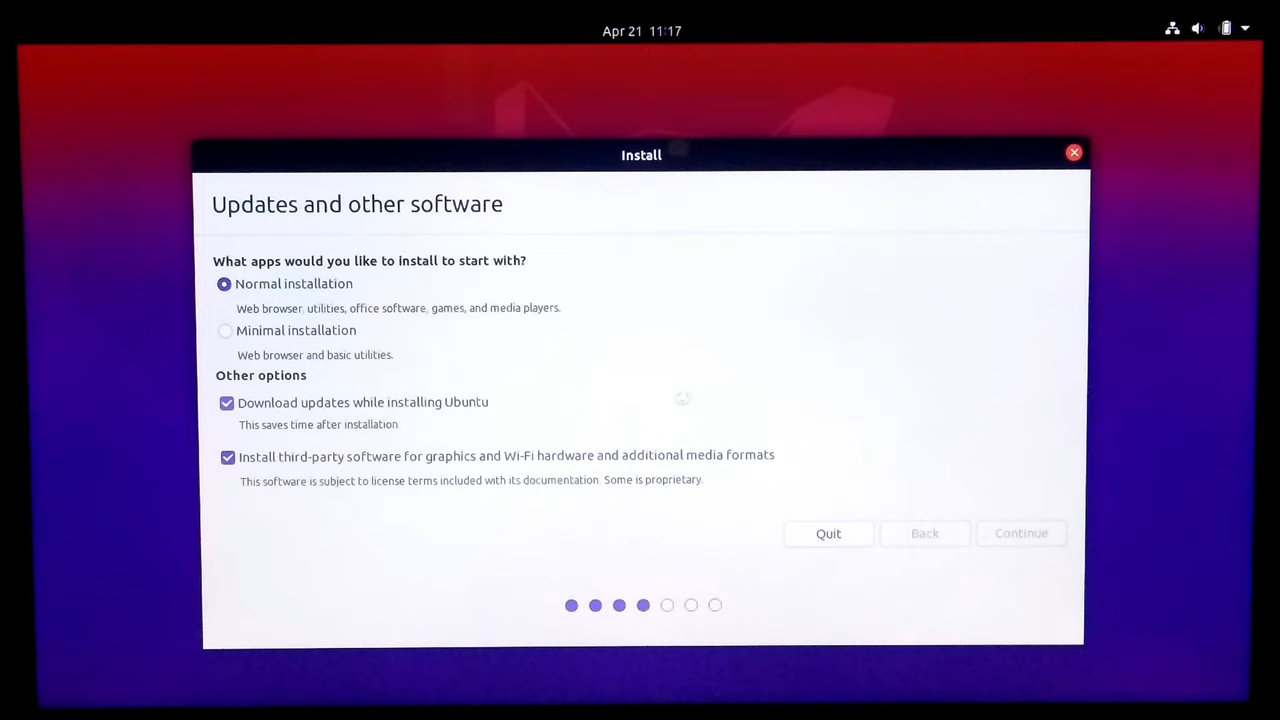 Apr 21 11:17
Install
Updates and other software
What apps would you like to install to start with?
Normal installation
Web browser, utilities, office software, games, and media players.
Minimal installation
Web browser and basic utilities.
Other options
Download updates while installing Ubuntu
This saves time after installation.
Install third-party software for graphics and Wi-Fi hardware and additional media formats
This software is subject to license terms included with its documentation. Some is proprietary.
Quit Back Continue